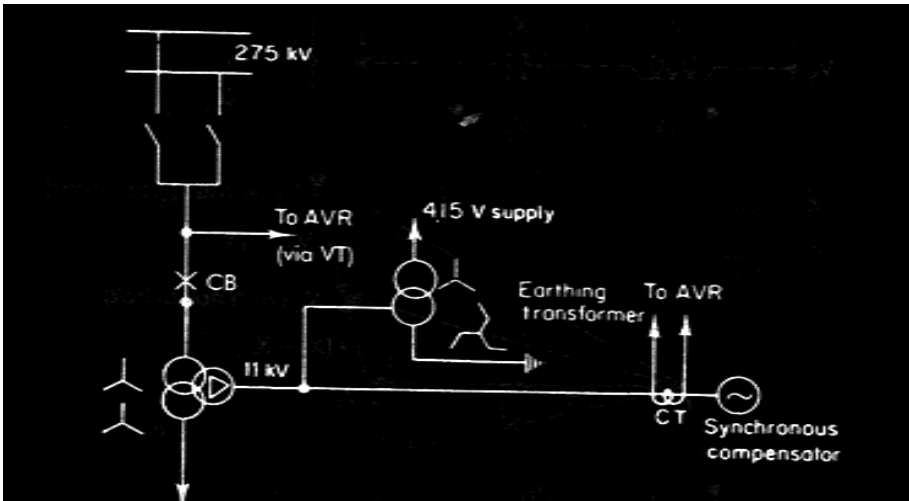 275 kV
To AVR
(via VT)
415 V supply
CB
Earthing
transformer
To AVR
11 kV
CT
Synchronous
compensator